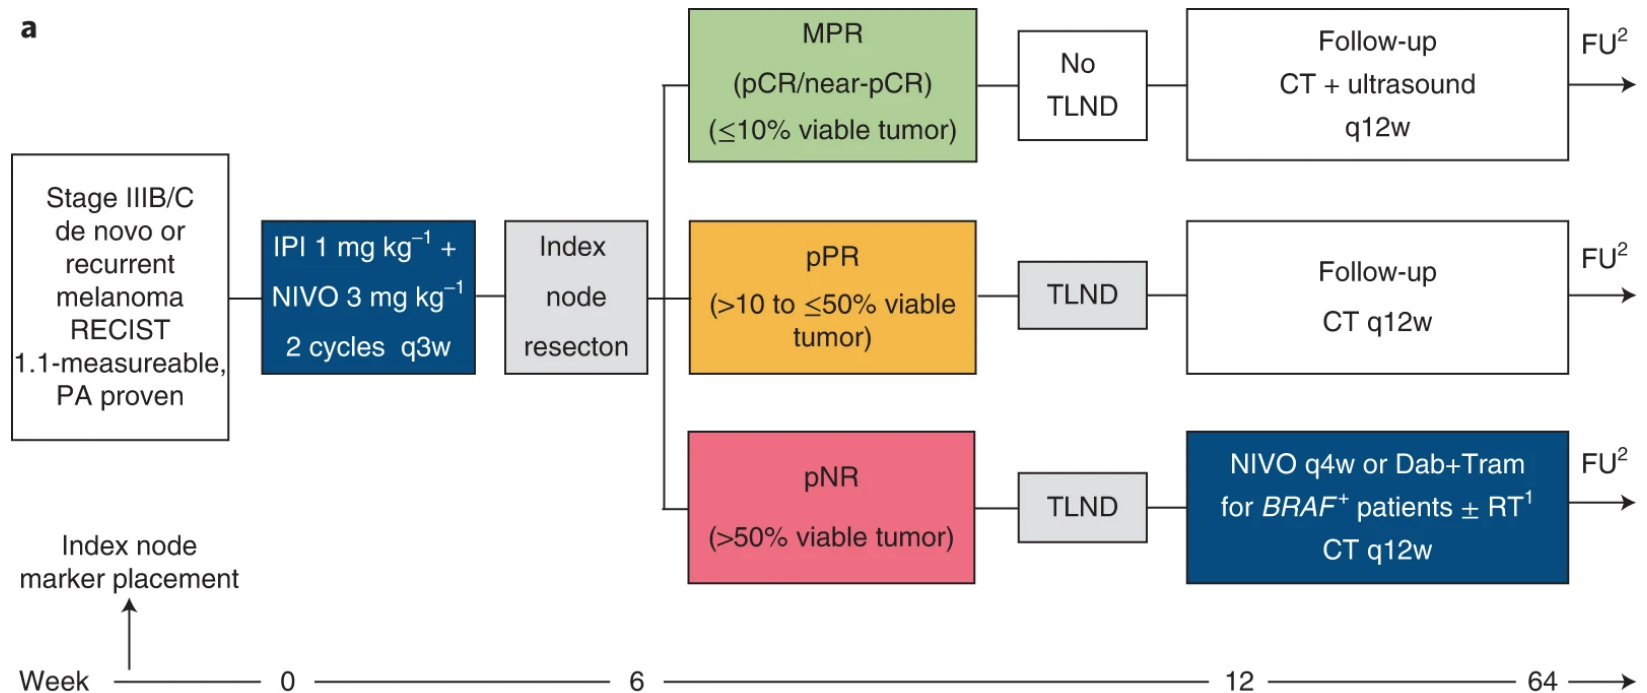 a
Stage IIIB/C
de novo or
recurrent
melanoma
RECIST
1.1-measureable,
PA proven
IPI 1 mg kg⁻¹ +
NIVO 3 mg kg⁻¹
2 cycles q3w
Index
node
resecton
MPR
(pCR/near-pCR)
(≤10% viable tumor)
No
TLND
Follow-up
CT + ultrasound
q12w
FU²
pPR
(>10 to ≤50% viable
tumor)
TLND
Follow-up
CT q12w
FU²
pNR
(>50% viable tumor)
TLND
NIVO q4w or Dab+Tram
for BRAF⁺ patients ± RT¹
CT q12w
FU²
Index node
marker placement
Week 0 6 12 64